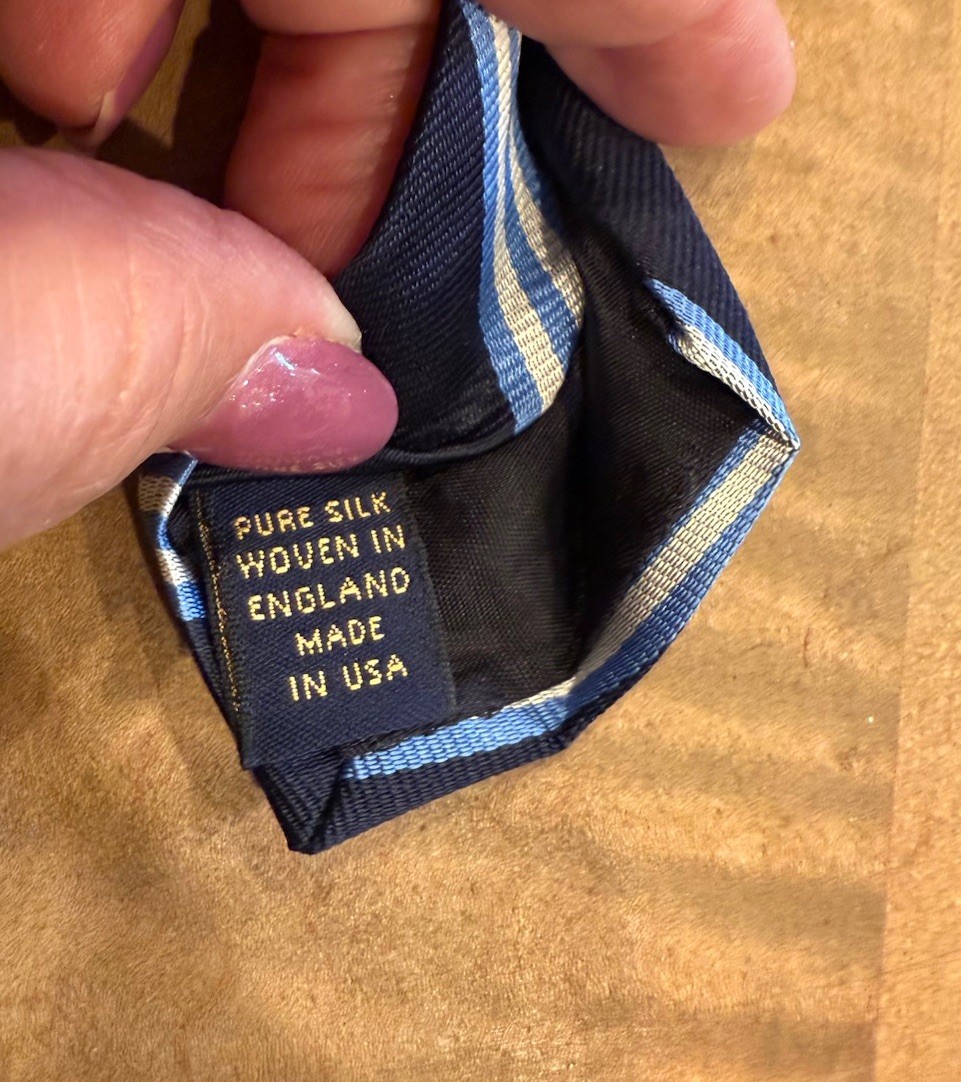 PURE SILK
WOVEN IN
ENGLAND
MADE
IN USA